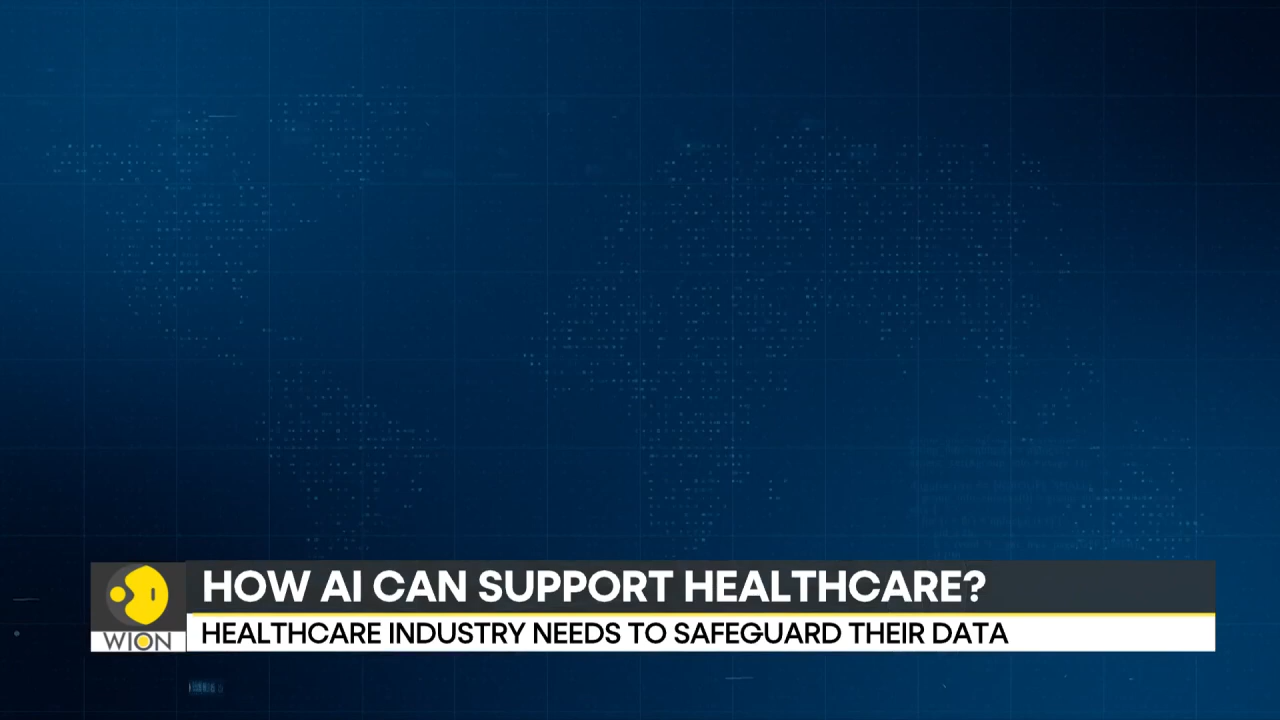 HOW AI CAN SUPPORT HEALTHCARE?
HEALTHCARE INDUSTRY NEEDS TO SAFEGUARD THEIR DATA
WION